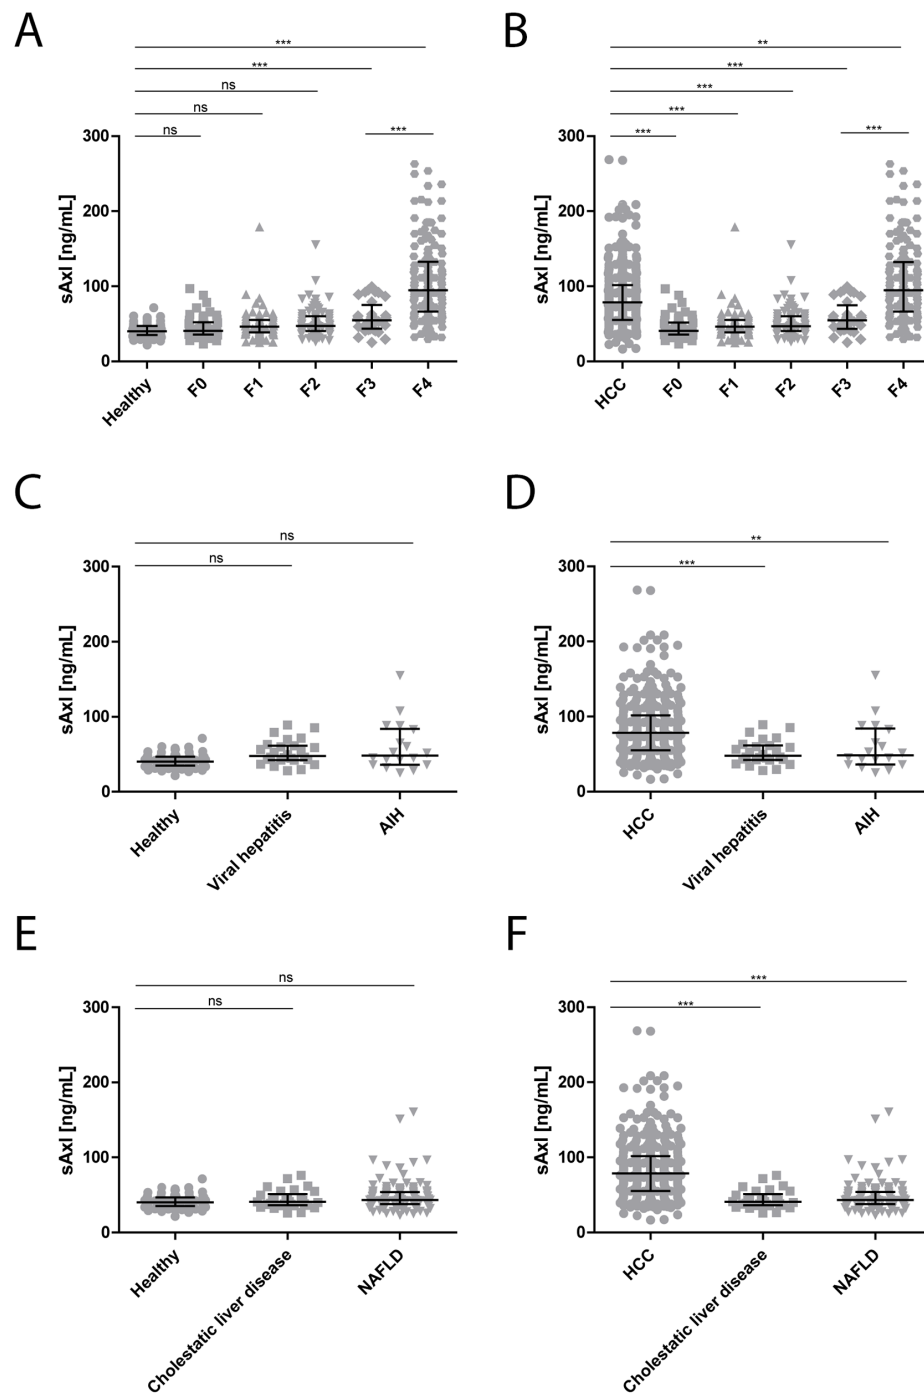 A
***
***
ns
ns
ns
***
300
200
100
0
sAxl [ng/mL]
Healthy
F0
F1
F2
F3
F4
B
**
***
***
***
***
***
300
200
100
0
sAxl [ng/mL]
HCC
F0
F1
F2
F3
F4
C
ns
ns
300
200
100
0
sAxl [ng/mL]
Healthy
Viral hepatitis
AIH
D
**
***
300
200
100
0
sAxl [ng/mL]
HCC
Viral hepatitis
AIH
E
ns
ns
300
200
100
0
sAxl [ng/mL]
Healthy
Cholestatic liver disease
NAFLD
F
***
***
300
200
100
0
sAxl [ng/mL]
HCC
Cholestatic liver disease
NAFLD